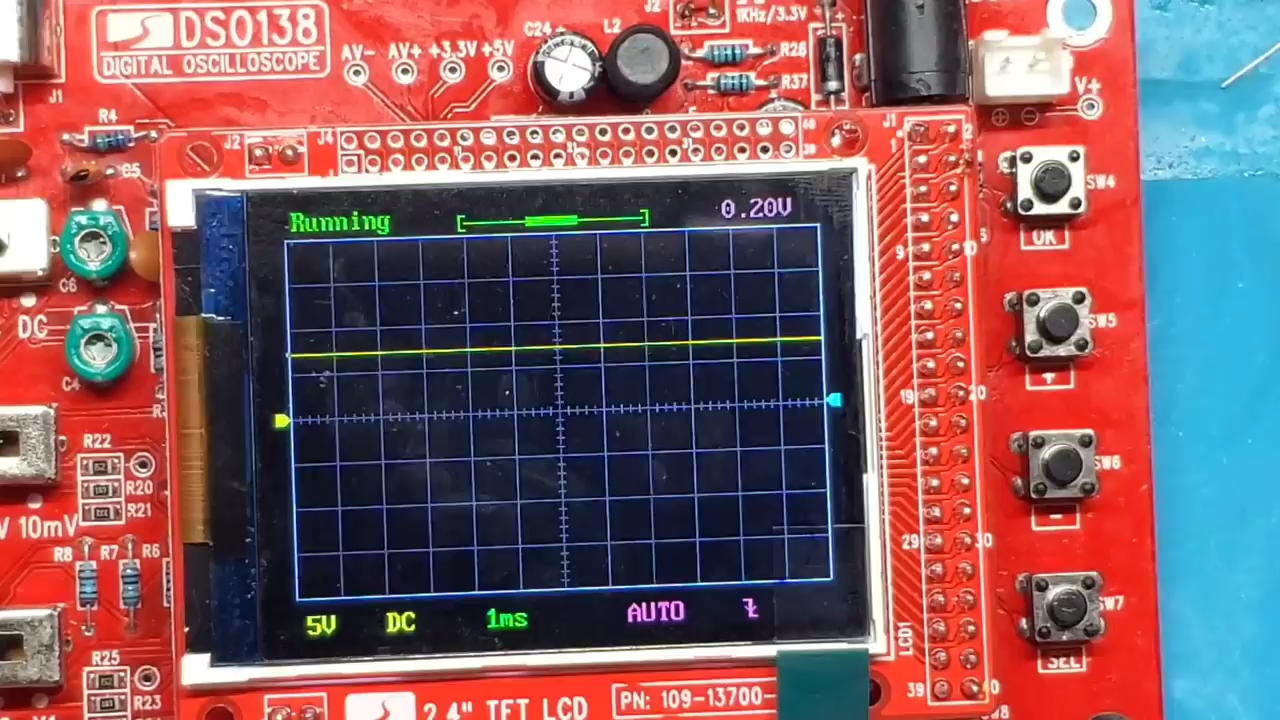 DSO138
DIGITAL OSCILLOSCOPE
J1
AV-
AV+
+3.3V
+5V
C24
+
L2
J2
1KHz/3.3V
R26
R37
V+
R4
C5
J2
J4
40
39
J1
2
1
SW4
OK
Running
0.20V
9
10
C6
DC
C4
SW5
+
19
20
R22
R20
R21
V 10mV
SW6
-
R8
R7
R6
29
30
5V
DC
1ms
AUTO
SW7
SEL
LCD1
R25
R23
39
2.4" TFT LCD
PN: 109-13700-